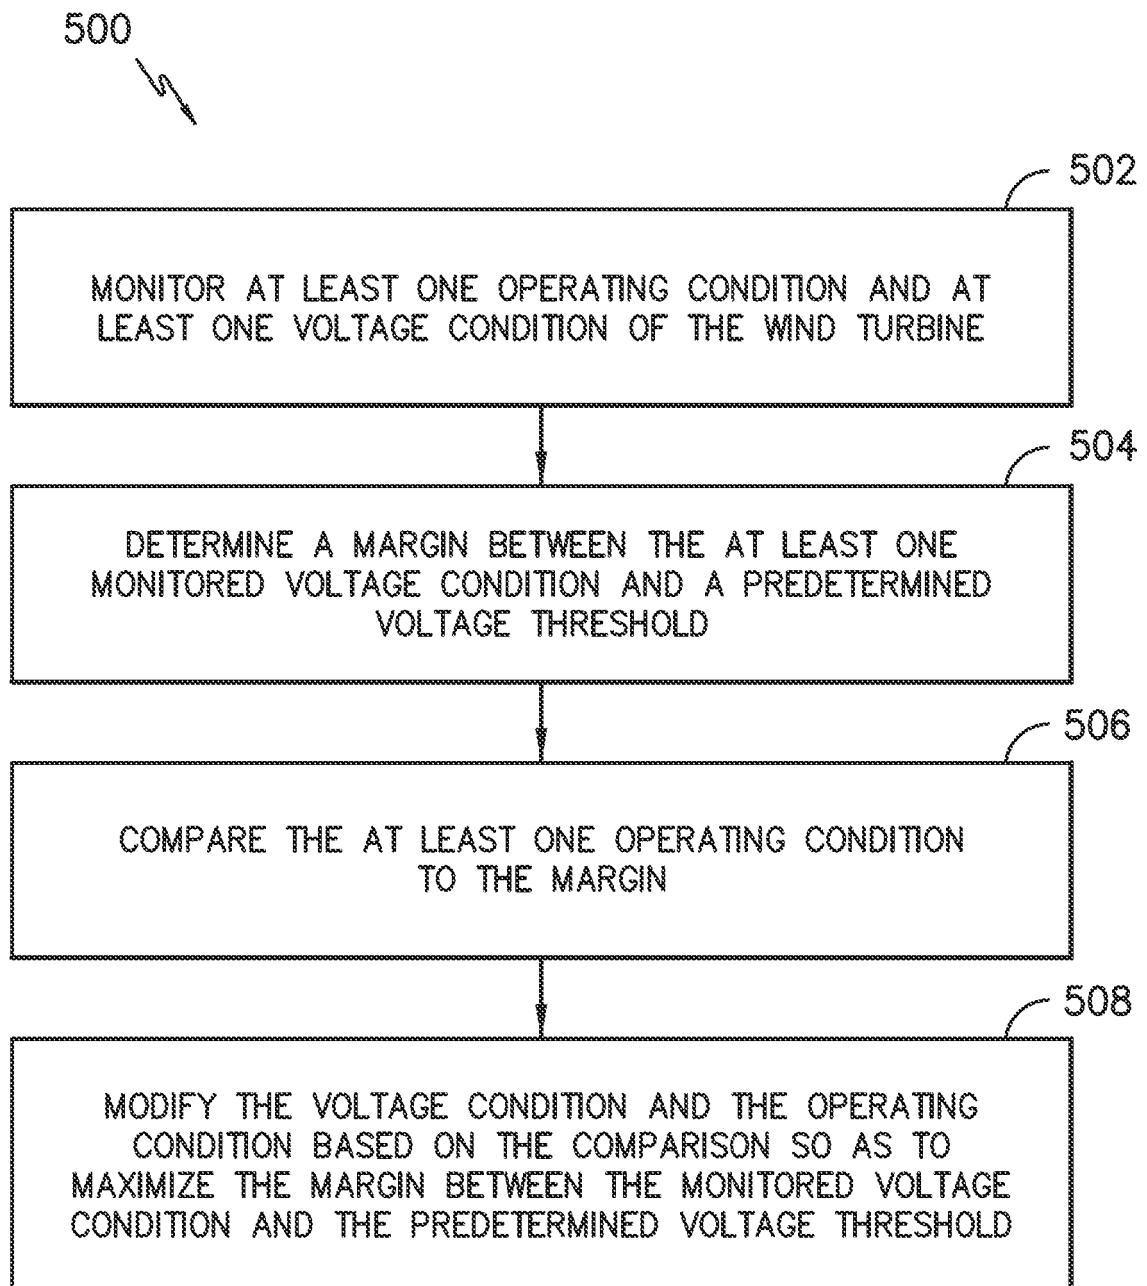 500
502
MONITOR AT LEAST ONE OPERATING CONDITION AND AT
LEAST ONE VOLTAGE CONDITION OF THE WIND TURBINE
504
DETERMINE A MARGIN BETWEEN THE AT LEAST ONE
MONITORED VOLTAGE CONDITION AND A PREDETERMINED
VOLTAGE THRESHOLD
506
COMPARE THE AT LEAST ONE OPERATING CONDITION
TO THE MARGIN
508
MODIFY THE VOLTAGE CONDITION AND THE OPERATING
CONDITION BASED ON THE COMPARISON SO AS TO
MAXIMIZE THE MARGIN BETWEEN THE MONITORED VOLTAGE
CONDITION AND THE PREDETERMINED VOLTAGE THRESHOLD